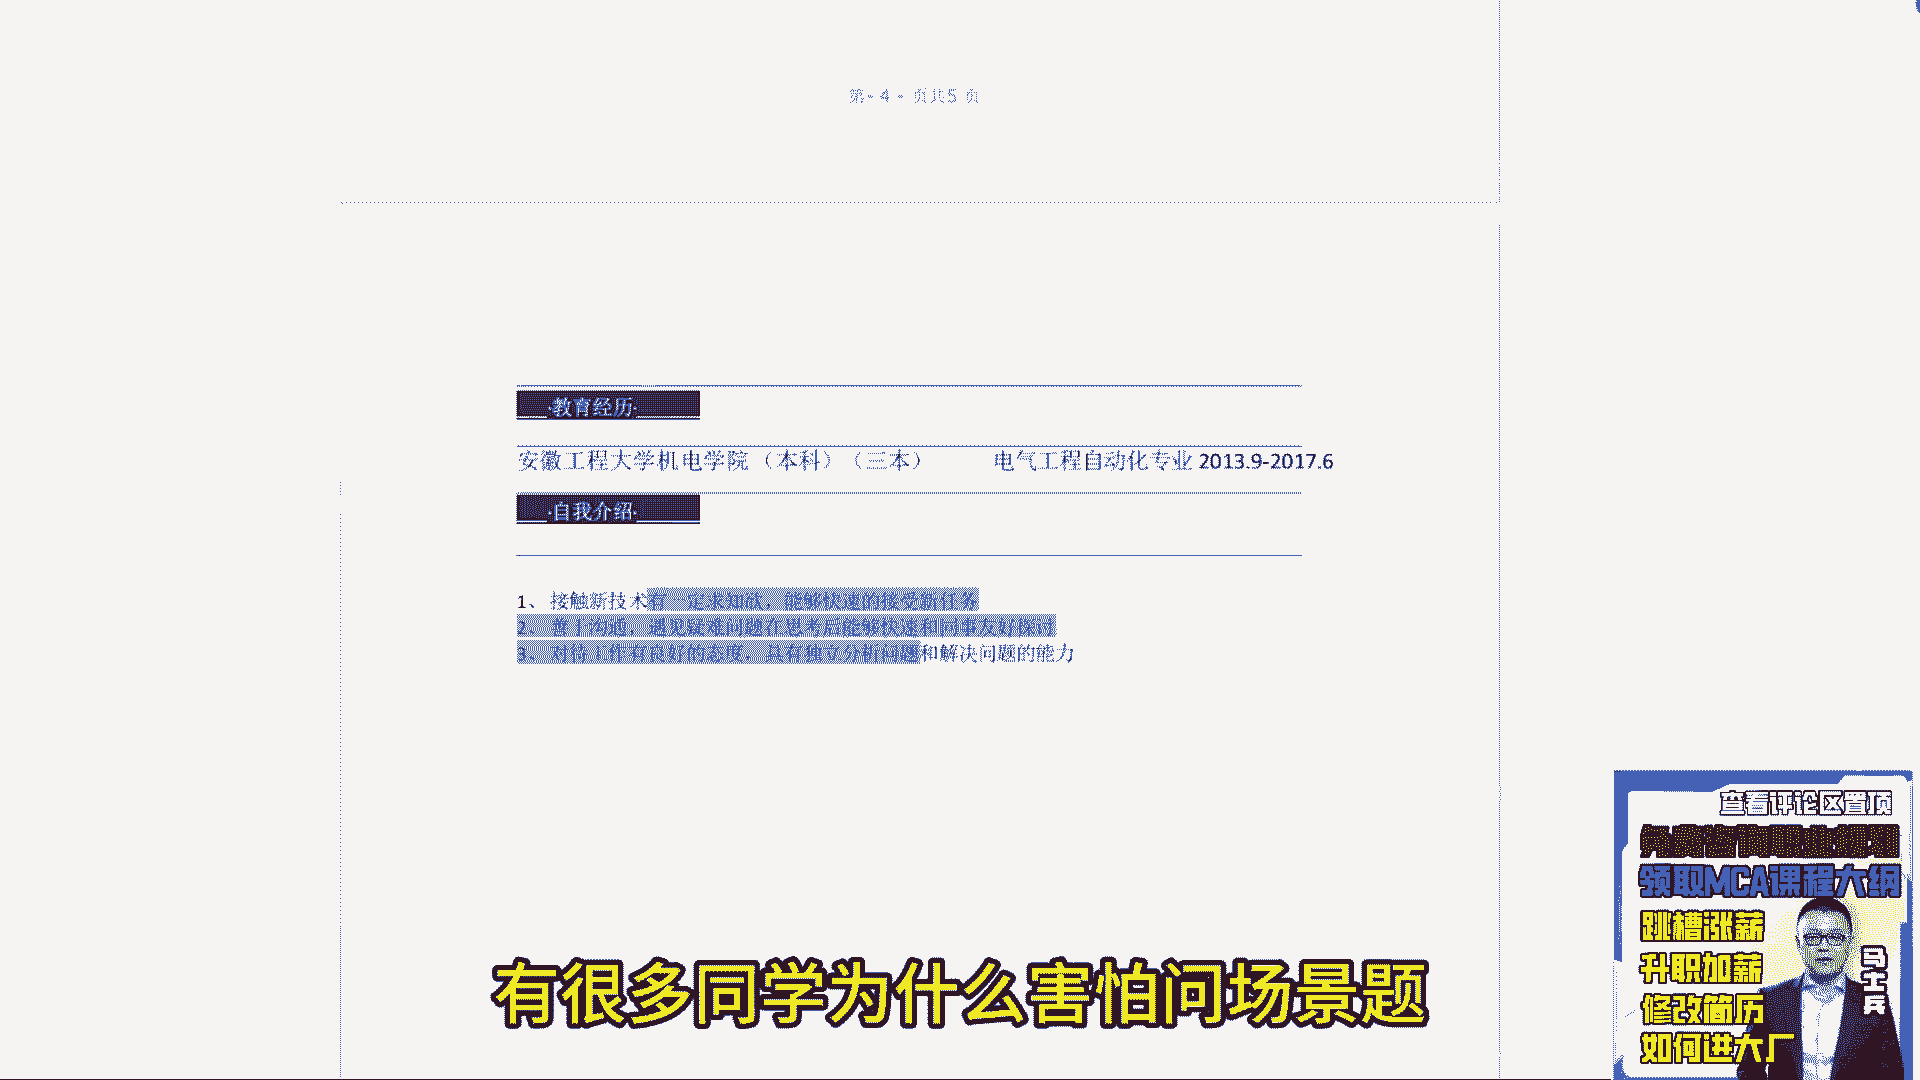 第- 4 - 页共5 页
·教育经历·
安徽工程大学机电学院 （本科）（三本） 电气工程自动化专业 2013.9-2017.6
·自我介绍·
1、 接触新技术有一定求知欲，能够快速的接受新任务
2、 善于沟通，遇见疑难问题在思考后能够快速和同事友好探讨
3、 对待工作有良好的态度，具有独立分析问题和解决问题的能力
有很多同学为什么害怕问场景题
查看评论区置顶
领取MCA课程大纲
跳槽涨薪
升职加薪
修改简历
如何进大厂
马士兵